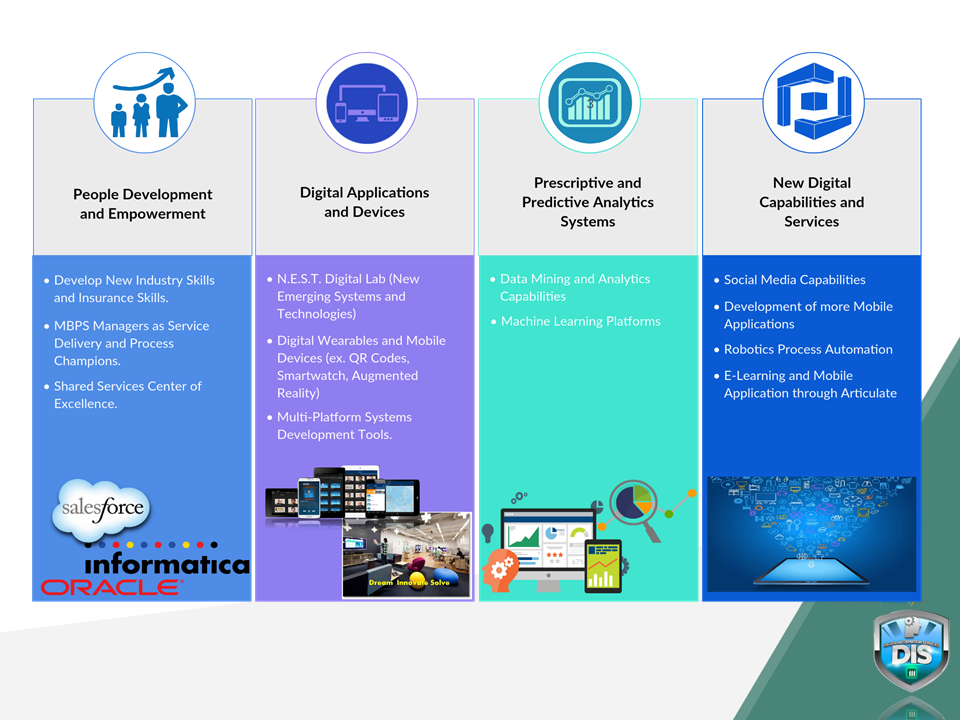 People Development
and Empowerment
• Develop New Industry Skills
and Insurance Skills.
• MBPS Managers as Service
Delivery and Process
Champions.
• Shared Services Center of
Excellence.
salesforce
informatica
ORACLE®
Digital Applications
and Devices
• N.E.S.T. Digital Lab (New
Emerging Systems and
Technologies)
• Digital Wearables and Mobile
Devices (ex. QR Codes,
Smartwatch, Augmented
Reality)
• Multi-Platform Systems
Development Tools.
Dream Innovate Solve
3
Prescriptive and
Predictive Analytics
Systems
• Data Mining and Analytics
Capabilities
• Machine Learning Platforms
New Digital
Capabilities and
Services
• Social Media Capabilities
• Development of more Mobile
Applications
• Robotics Process Automation
• E-Learning and Mobile
Application through Articulate
DIS